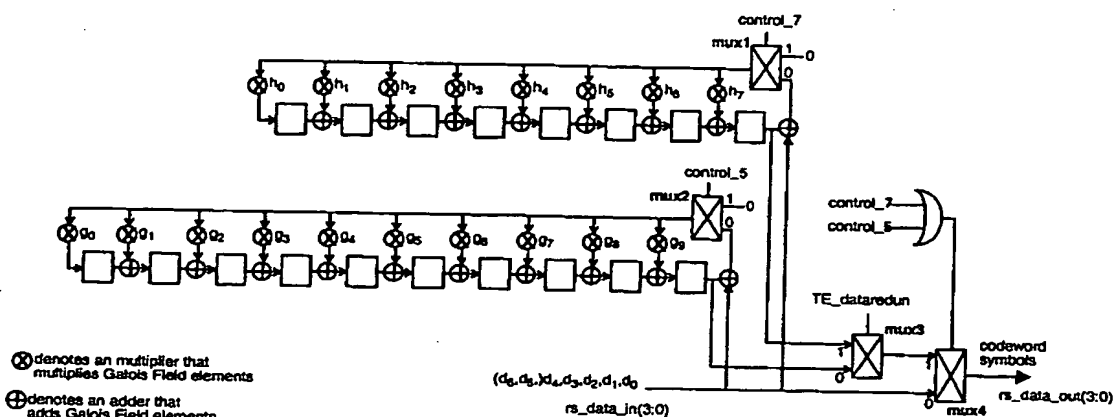 control_7
mux1
1
0
0
h0
h1
h2
h3
h4
h5
h6
h7
control_5
mux2
1
0
0
g0
g1
g2
g3
g4
g5
g6
g7
g8
g9
control_7
control_5
TE_dataredun
mux3
1
0
codeword
symbols
1
0
mux4
rs_data_out(3:0)
(d6,d5,)d4,d3,d2,d1,d0
rs_data_in(3:0)
⊗ denotes an multiplier that
multiplies Galois Field elements
⊕ denotes an adder that
adds Galois Field elements